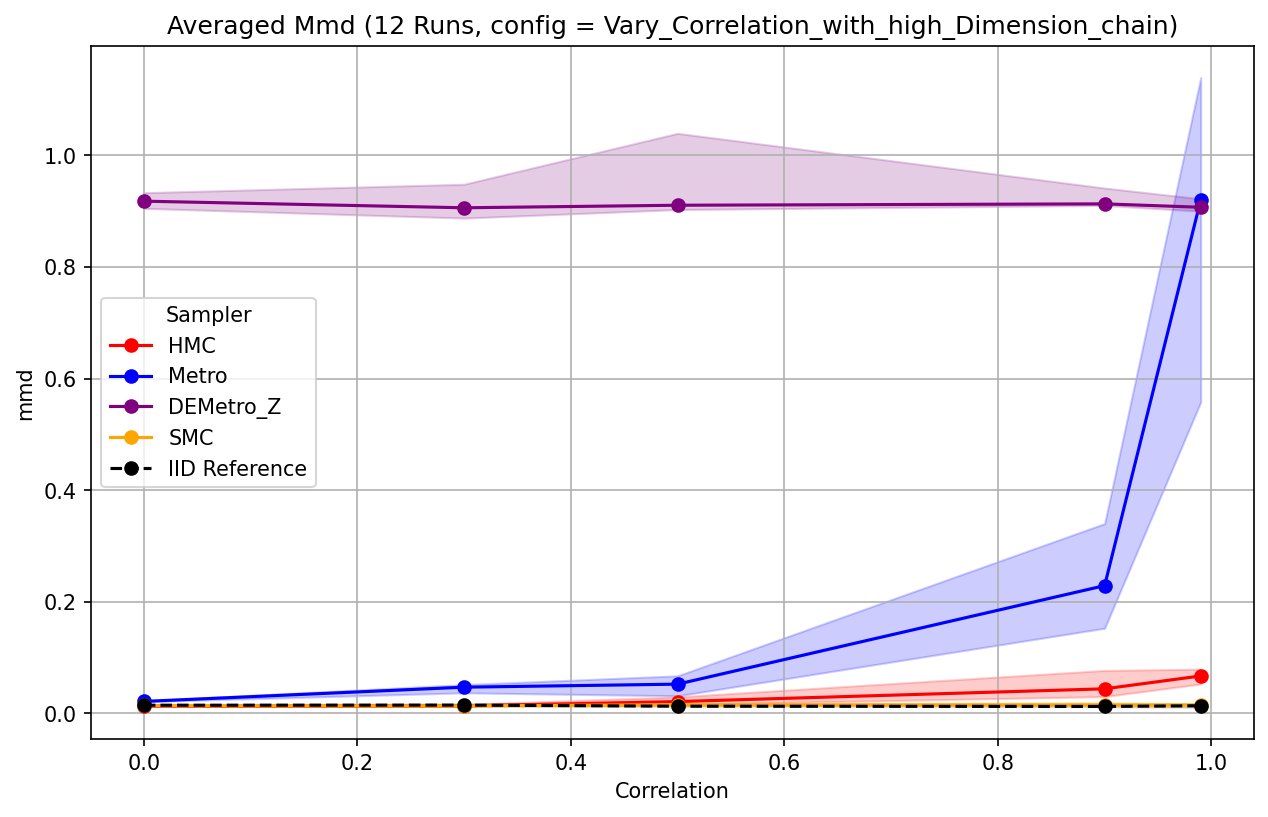 Averaged Mmd (12 Runs, config = Vary_Correlation_with_high_Dimension_chain)
1.0
0.8
0.6
0.4
0.2
0.0
mmd
Sampler
HMC
Metro
DEMetro_Z
SMC
IID Reference
0.0 0.2 0.4 0.6 0.8 1.0
Correlation